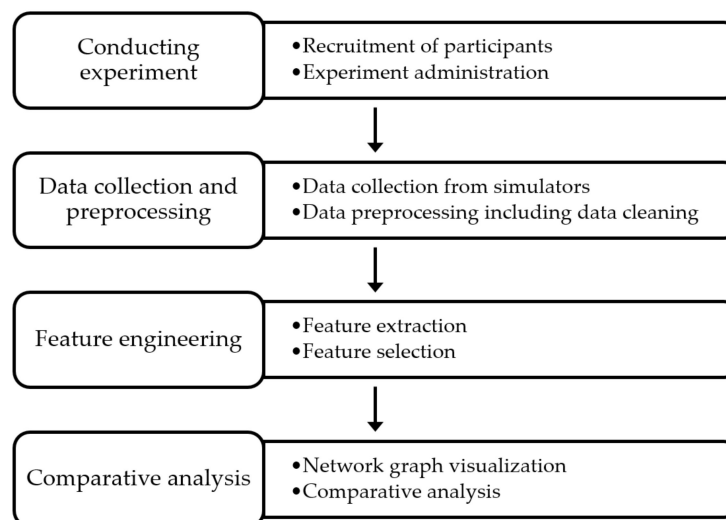 Conducting
experiment
•Recruitment of participants
•Experiment administration
Data collection and
preprocessing
•Data collection from simulators
•Data preprocessing including data cleaning
Feature engineering
•Feature extraction
•Feature selection
Comparative analysis
•Network graph visualization
•Comparative analysis